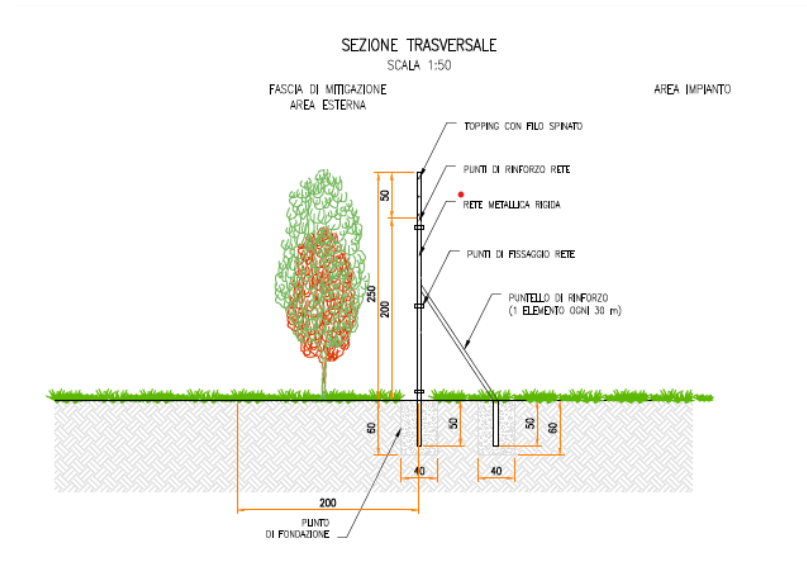 SEZIONE TRASVERSALE
SCALA 1:50
FASCIA DI MITIGAZIONE
AREA ESTERNA
AREA IMPIANTO
TOPPING CON FILO SPINATO
PUNTI DI RINFORZO RETE
RETE METALLICA RIGIDA
PUNTI DI FISSAGGIO RETE
PUNTELLO DI RINFORZO
(1 ELEMENTO OGNI 30 m)
50
250
200
60
50
50
60
40
40
200
PUNTO
DI FONDAZIONE